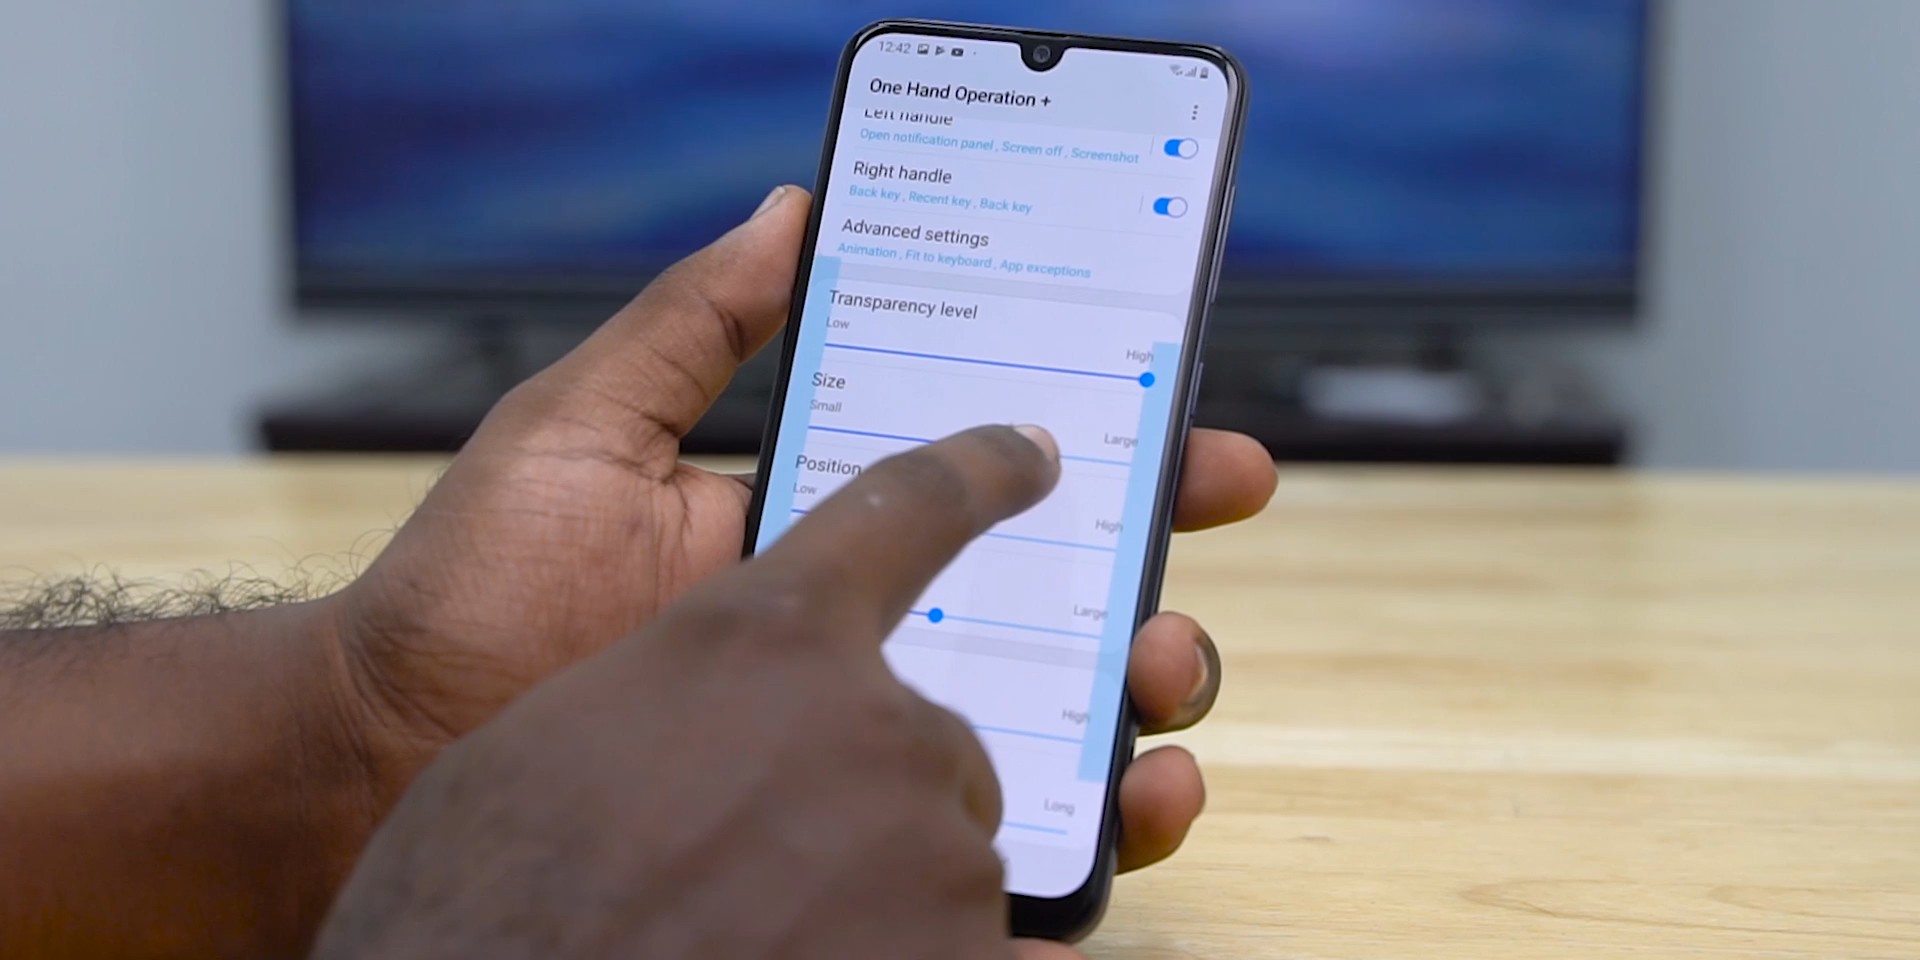 12:42
One Hand Operation +
Left handle
Open notification panel , Screen off , Screenshot
Right handle
Back key , Recent key , Back key
Advanced settings
Animation , Fit to keyboard , App exceptions
Transparency level
Low
High
Size
Small
Large
Position
Low
High
Large
High
Long